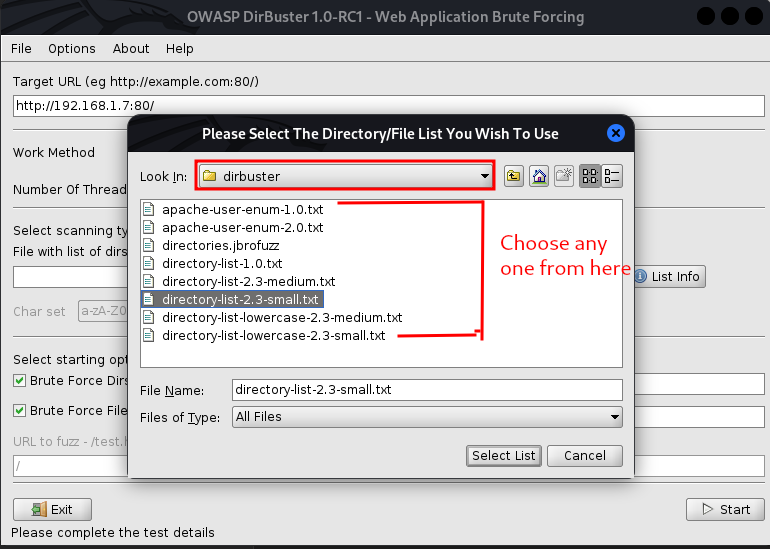 OWASP DirBuster 1.0-RC1 - Web Application Brute Forcing
File Options About Help
Target URL (eg http://example.com:80/)
http://192.168.1.7:80/
Please Select The Directory/File List You Wish To Use
Work Method
Look In: dirbuster
Number Of Thread
apache-user-enum-1.0.txt
apache-user-enum-2.0.txt
directories.jbrofuzz
directory-list-1.0.txt
directory-list-2.3-medium.txt
directory-list-2.3-small.txt
directory-list-lowercase-2.3-medium.txt
directory-list-lowercase-2.3-small.txt
Choose any
one from here
Select scanning ty
File with list of dirs
List Info
Char set a-zA-Z0
Select starting opt
Brute Force Dirs
Brute Force File
URL to fuzz - /test.h
/
File Name: directory-list-2.3-small.txt
Files of Type: All Files
Select List Cancel
Exit Start
Please complete the test details